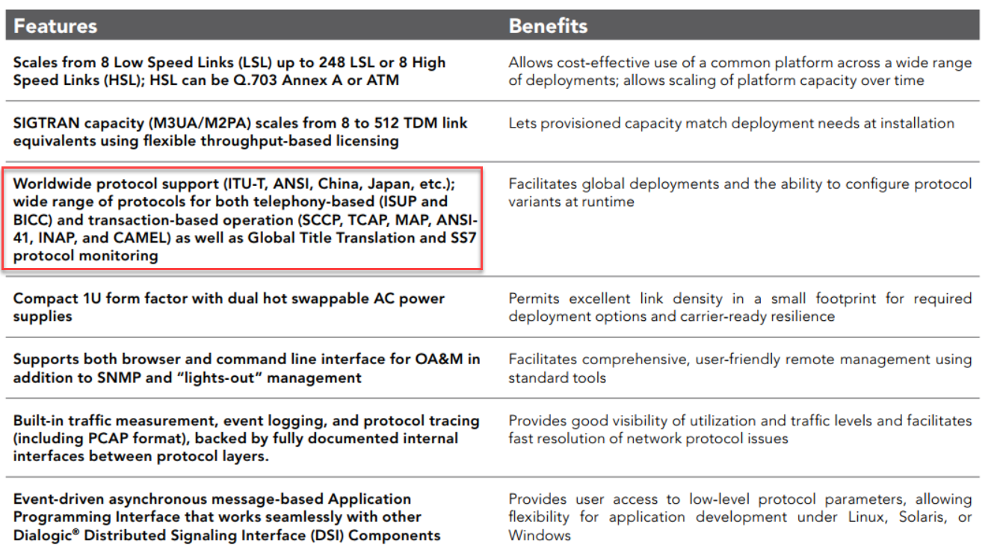 Features
Benefits
Scales from 8 Low Speed Links (LSL) up to 248 LSL or 8 High
Speed Links (HSL); HSL can be Q.703 Annex A or ATM
Allows cost-effective use of a common platform across a wide range
of deployments; allows scaling of platform capacity over time
SIGTRAN capacity (M3UA/M2PA) scales from 8 to 512 TDM link
equivalents using flexible throughput-based licensing
Lets provisioned capacity match deployment needs at installation
Worldwide protocol support (ITU-T, ANSI, China, Japan, etc.);
wide range of protocols for both telephony-based (ISUP and
BICC) and transaction-based operation (SCCP, TCAP, MAP, ANSI-
41, INAP, and CAMEL) as well as Global Title Translation and SS7
protocol monitoring
Facilitates global deployments and the ability to configure protocol
variants at runtime
Compact 1U form factor with dual hot swappable AC power
supplies
Permits excellent link density in a small footprint for required
deployment options and carrier-ready resilience
Supports both browser and command line interface for OA&M in
addition to SNMP and “lights-out” management
Facilitates comprehensive, user-friendly remote management using
standard tools
Built-in traffic measurement, event logging, and protocol tracing
(including PCAP format), backed by fully documented internal
interfaces between protocol layers.
Provides good visibility of utilization and traffic levels and facilitates
fast resolution of network protocol issues
Event-driven asynchronous message-based Application
Programming Interface that works seamlessly with other
Dialogic® Distributed Signaling Interface (DSI) Components
Provides user access to low-level protocol parameters, allowing
flexibility for application development under Linux, Solaris, or
Windows